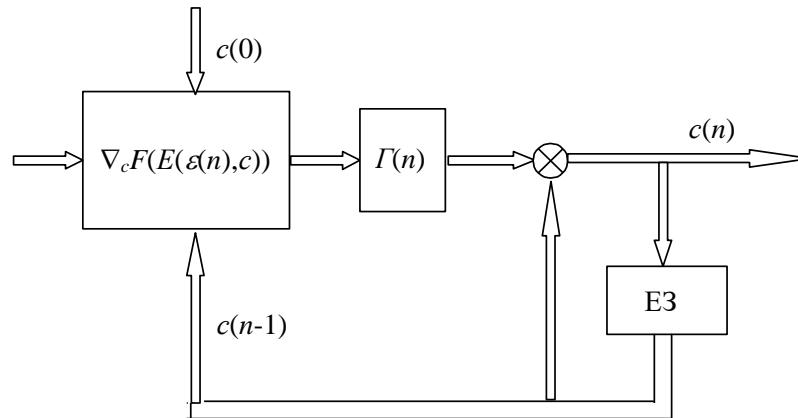 c(0)
∇cF(E(ε(n),c))
Γ(n)
c(n)
ЕЗ
c(n-1)